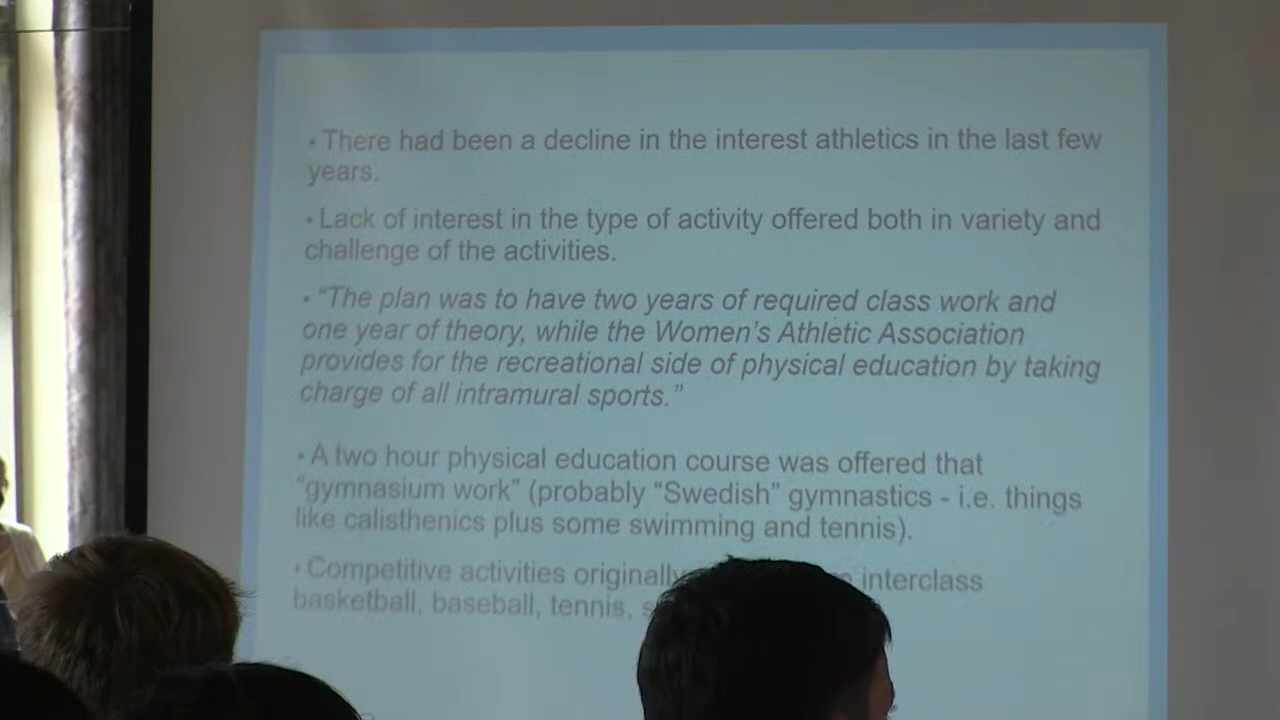 • There had been a decline in the interest athletics in the last few
years.
• Lack of interest in the type of activity offered both in variety and
challenge of the activities.
• “The plan was to have two years of required class work and
one year of theory, while the Women’s Athletic Association
provides for the recreational side of physical education by taking
charge of all intramural sports.”
• A two hour physical education course was offered that
“gymnasium work” (probably “Swedish” gymnastics - i.e. things
like calisthenics plus some swimming and tennis).
• Competitive activities originally interclass
basketball, baseball, tennis,